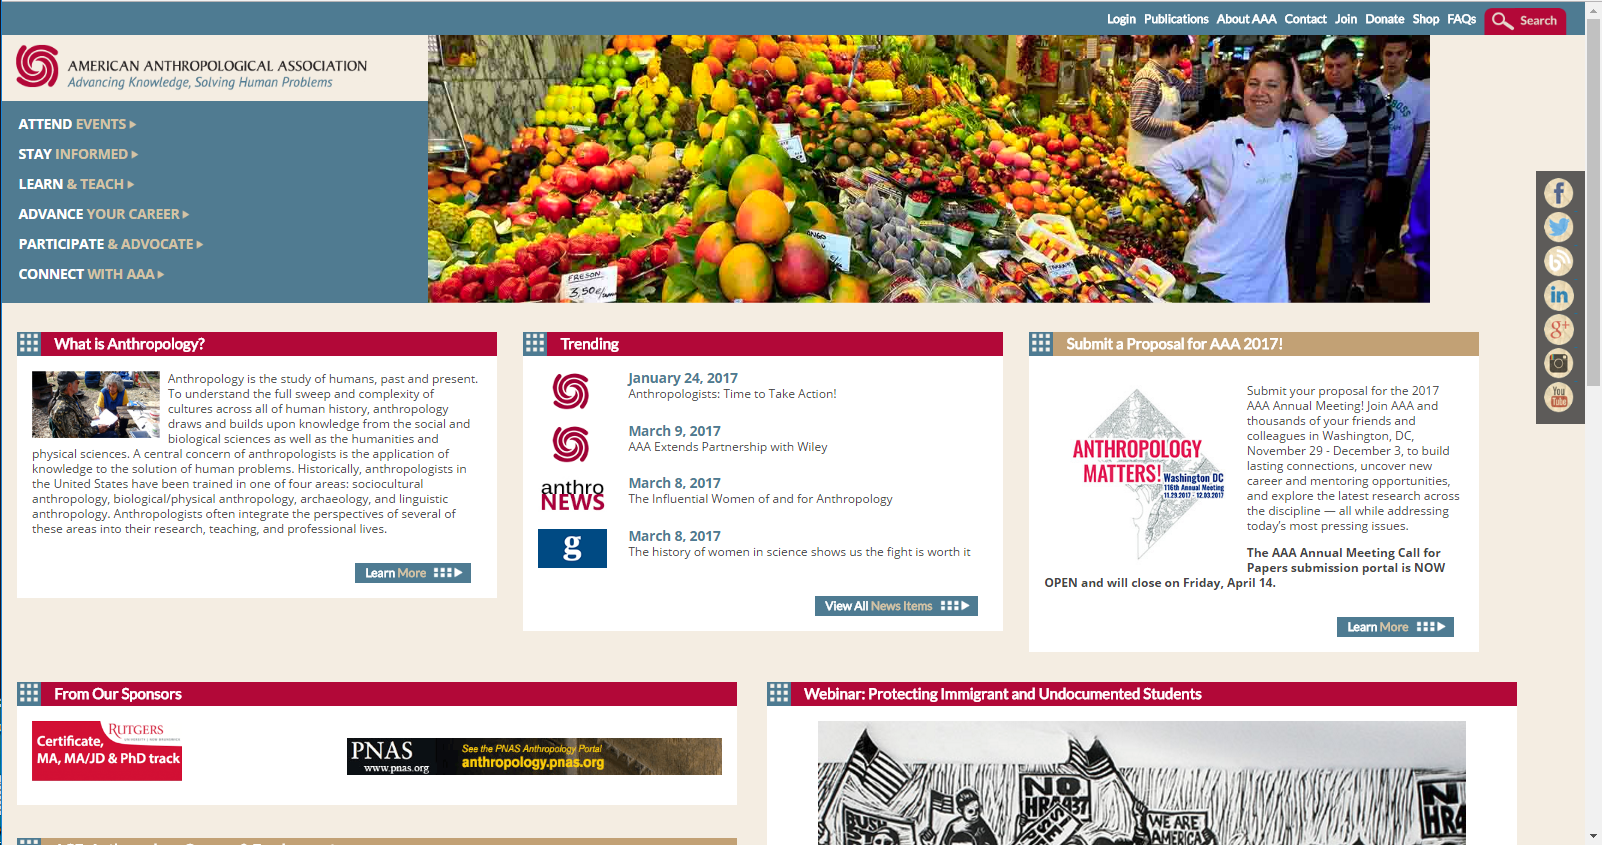 Login Publications About AAA Contact Join Donate Shop FAQs Search
AMERICAN ANTHROPOLOGICAL ASSOCIATION
Advancing Knowledge, Solving Human Problems
ATTEND EVENTS
STAY INFORMED
LEARN & TEACH
ADVANCE YOUR CAREER
PARTICIPATE & ADVOCATE
CONNECT WITH AAA
FRESON
3,50€/
What is Anthropology?
Anthropology is the study of humans, past and present.
To understand the full sweep and complexity of
cultures across all of human history, anthropology
draws and builds upon knowledge from the social and
biological sciences as well as the humanities and
physical sciences. A central concern of anthropologists is the application of
knowledge to the solution of human problems. Historically, anthropologists in
the United States have been trained in one of four areas: sociocultural
anthropology, biological/physical anthropology, archaeology, and linguistic
anthropology. Anthropologists often integrate the perspectives of several of
these areas into their research, teaching, and professional lives.
Learn More
Trending
January 24, 2017
Anthropologists: Time to Take Action!
March 9, 2017
AAA Extends Partnership with Wiley
anthro
NEWS
March 8, 2017
The Influential Women of and for Anthropology
g
March 8, 2017
The history of women in science shows us the fight is worth it
View All News Items
Submit a Proposal for AAA 2017!
ANTHROPOLOGY
MATTERS!
Washington DC
116th Annual Meeting
11.29.2017 - 12.03.2017
Submit your proposal for the 2017
AAA Annual Meeting! Join AAA and
thousands of your friends and
colleagues in Washington, DC,
November 29 - December 3, to build
lasting connections, uncover new
career and mentoring opportunities,
and explore the latest research across
the discipline — all while addressing
today's most pressing issues.
The AAA Annual Meeting Call for
Papers submission portal is NOW
OPEN and will close on Friday, April 14.
Learn More
f
in
g+
You
Tube
From Our Sponsors
RUTGERS
Certificate,
MA, MA/JD & PhD track
PNAS
www.pnas.org
See the PNAS Anthropology Portal
anthropology.pnas.org
Webinar: Protecting Immigrant and Undocumented Students
NO
HR4437
WE ARE
AMERICA